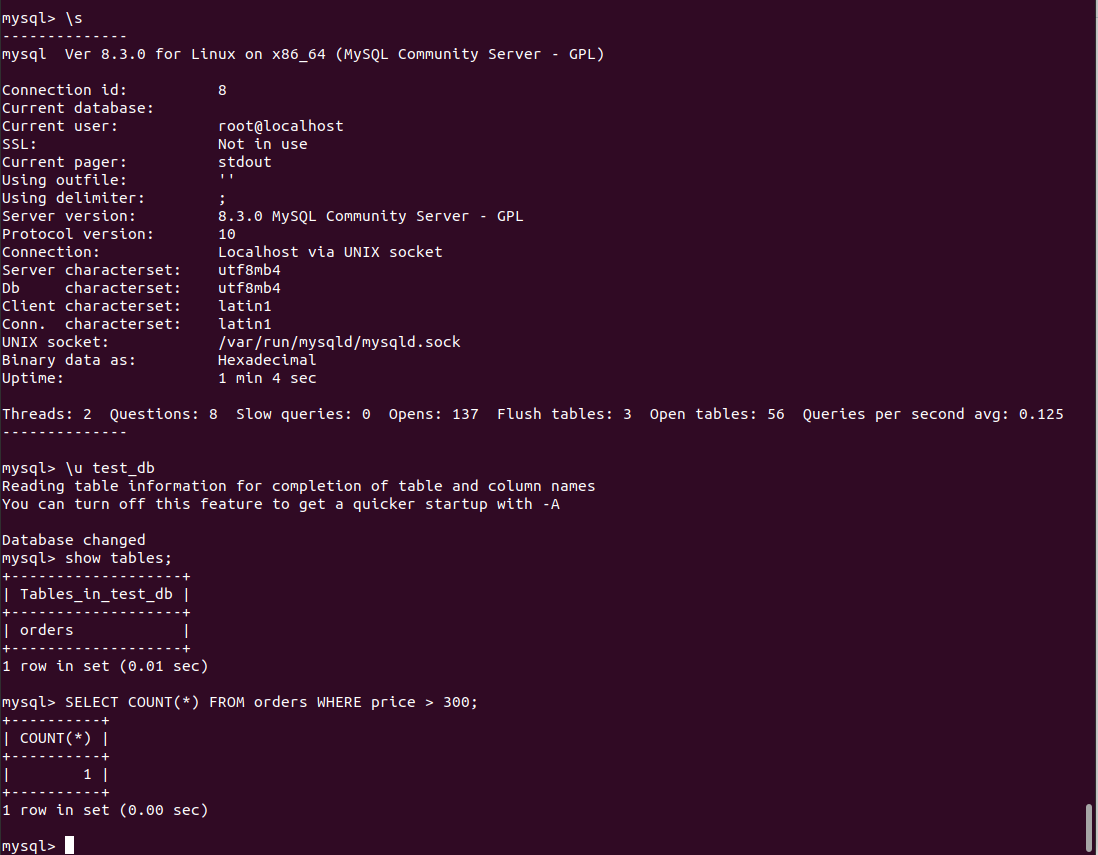 mysql> \s
--------------
mysql  Ver 8.3.0 for Linux on x86_64 (MySQL Community Server - GPL)

Connection id:          8
Current database:
Current user:           root@localhost
SSL:                    Not in use
Current pager:          stdout
Using outfile:          ''
Using delimiter:        ;
Server version:         8.3.0 MySQL Community Server - GPL
Protocol version:       10
Connection:             Localhost via UNIX socket
Server characterset:    utf8mb4
Db     characterset:    utf8mb4
Client characterset:    latin1
Conn.  characterset:    latin1
UNIX socket:            /var/run/mysqld/mysqld.sock
Binary data as:         Hexadecimal
Uptime:                 1 min 4 sec

Threads: 2  Questions: 8  Slow queries: 0  Opens: 137  Flush tables: 3  Open tables: 56  Queries per second avg: 0.125
--------------

mysql> \u test_db
Reading table information for completion of table and column names
You can turn off this feature to get a quicker startup with -A

Database changed
mysql> show tables;
+-------------------+
| Tables_in_test_db |
+-------------------+
| orders            |
+-------------------+
1 row in set (0.01 sec)

mysql> SELECT COUNT(*) FROM orders WHERE price > 300;
+----------+
| COUNT(*) |
+----------+
|        1 |
+----------+
1 row in set (0.00 sec)

mysql>